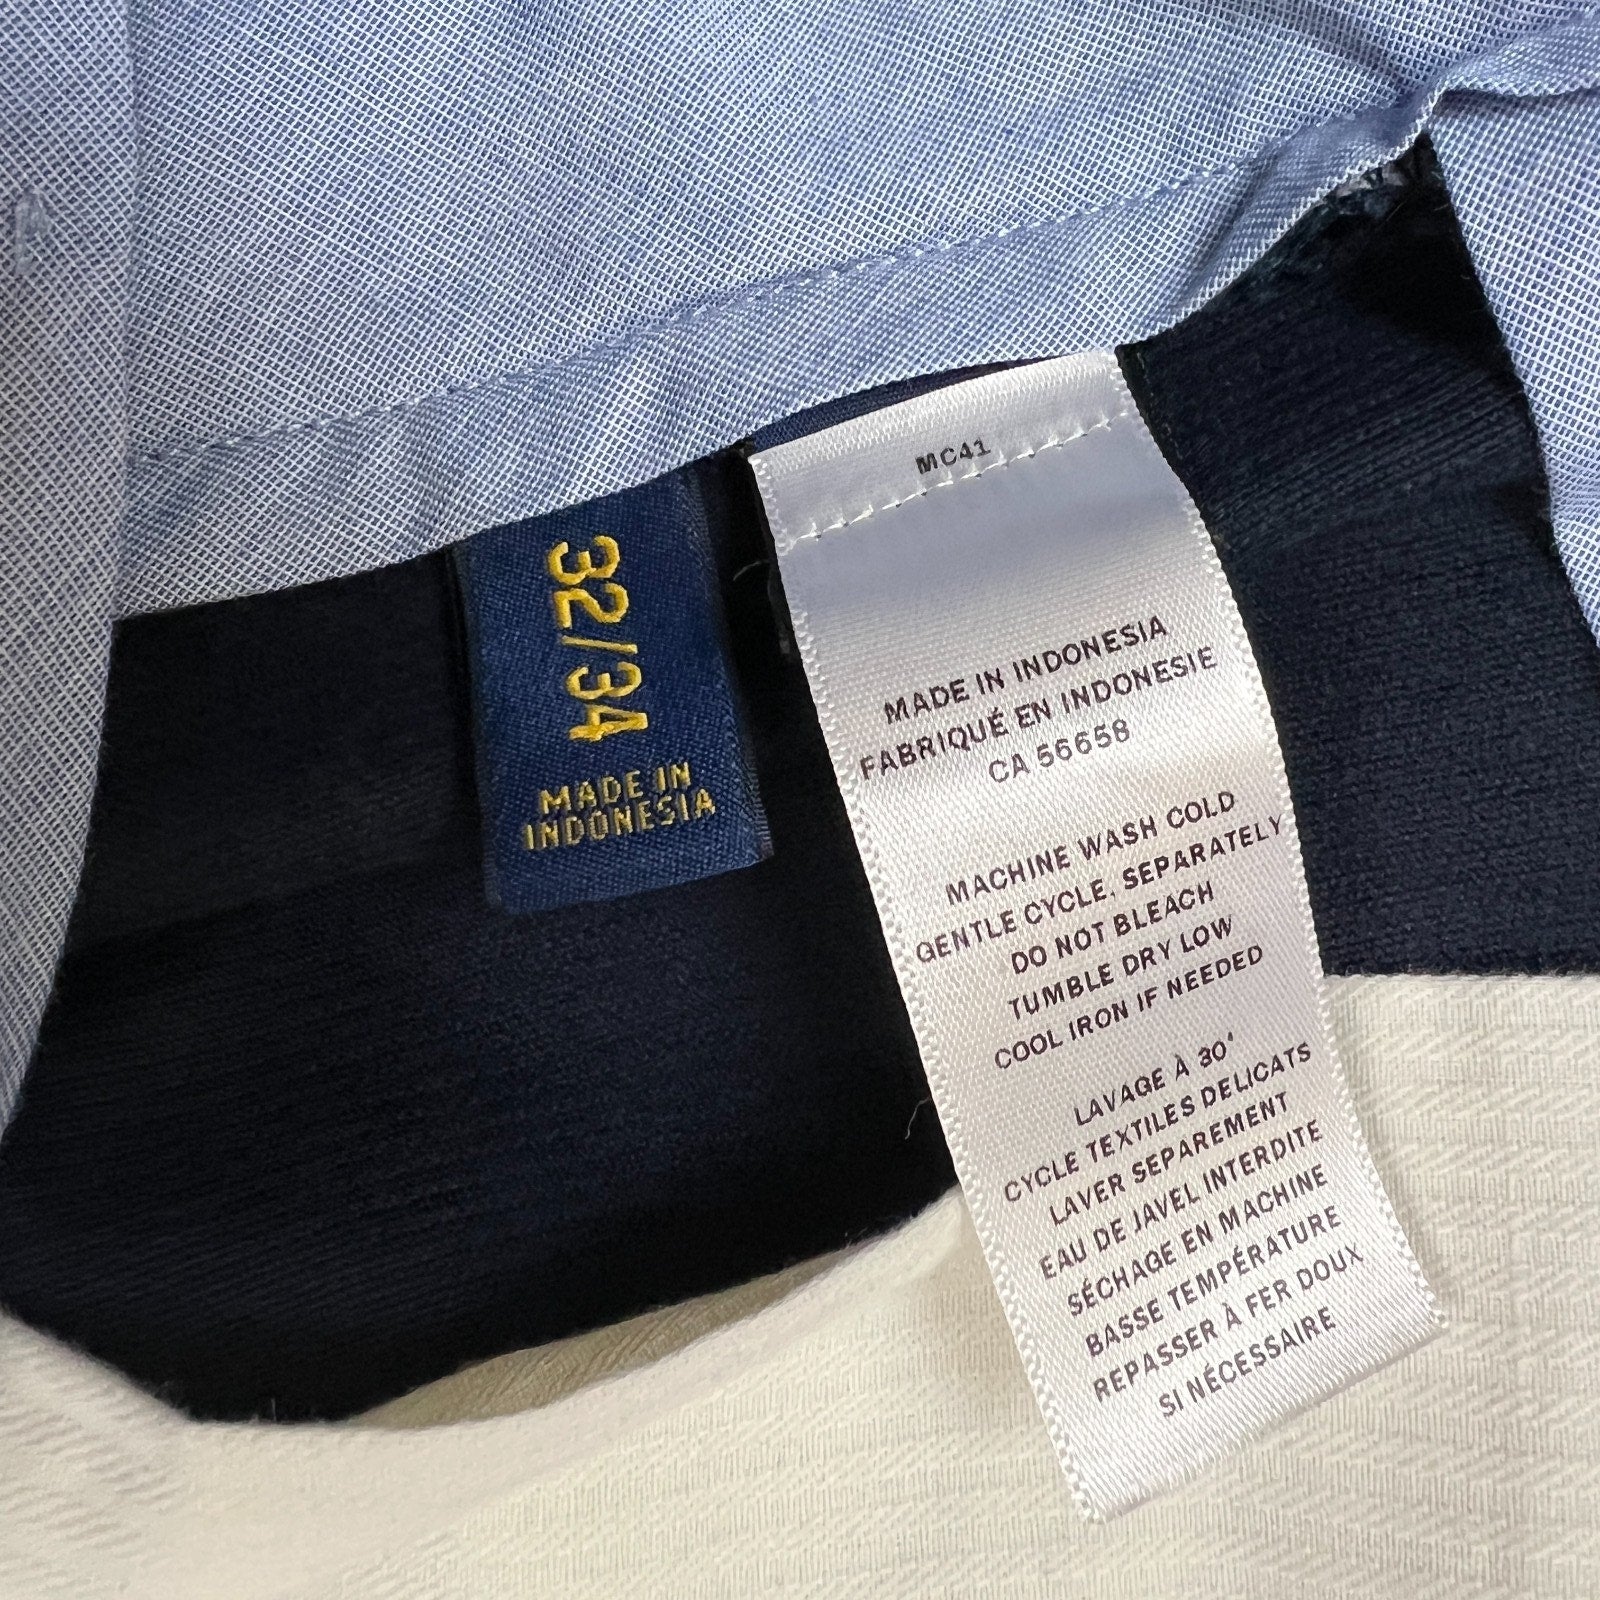 32/34
MADE IN
INDONESIA
MC41
MADE IN INDONESIA
FABRIQUÉ EN INDONESIE
CA 56658
MACHINE WASH COLD
GENTLE CYCLE, SEPARATELY
DO NOT BLEACH
TUMBLE DRY LOW
COOL IRON IF NEEDED
LAVAGE À 30°
CYCLE TEXTILES DELICATS
LAVER SEPAREMENT
EAU DE JAVEL INTERDITE
SÉCHAGE EN MACHINE
BASSE TEMPÉRATURE
REPASSER À FER DOUX
SI NÉCESSAIRE